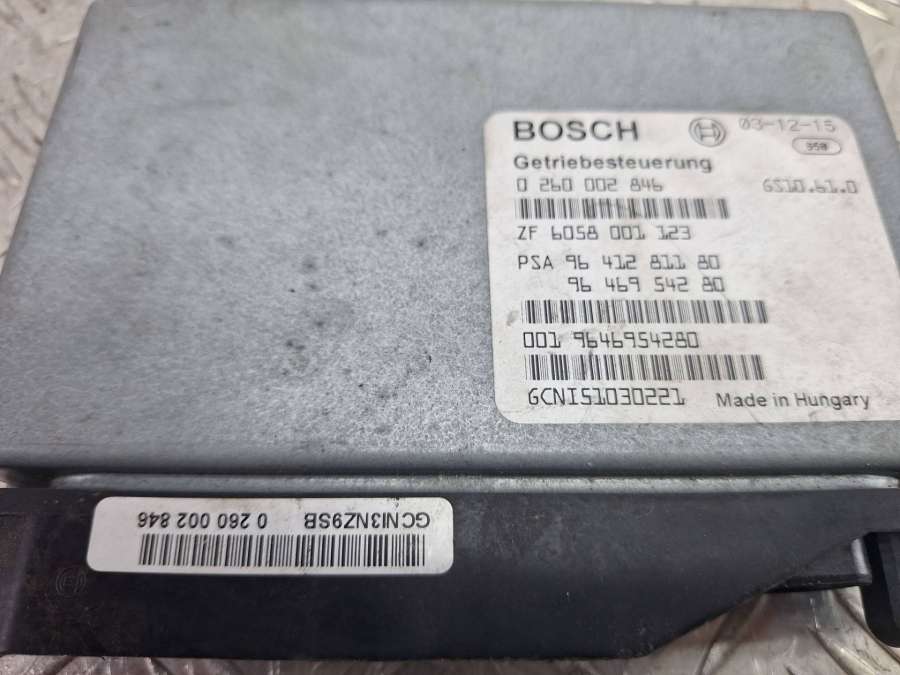 BOSCH 03-12-15
358
Getriebesteuerung
0 260 002 846 GS10.61.0
ZF 6058 001 123
PSA 96 412 811 80
96 469 542 80
001 9646954280
GCNIS1030221 Made in Hungary
GCNI3NZ9SB 0 260 002 846